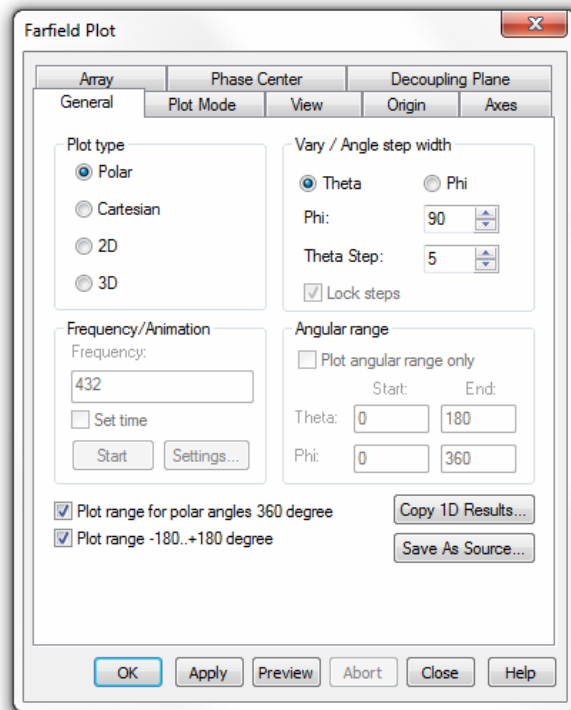 Farfield Plot
Array Phase Center Decoupling Plane
General Plot Mode View Origin Axes
Plot type
Polar
Cartesian
2D
3D
Vary / Angle step width
Theta Phi
Phi: 90
Theta Step: 5
Lock steps
Frequency/Animation
Frequency:
432
Set time
Start Settings...
Angular range
Plot angular range only
Start: End:
Theta: 0 180
Phi: 0 360
Plot range for polar angles 360 degree
Plot range -180..+180 degree
Copy 1D Results...
Save As Source...
OK Apply Preview Abort Close Help